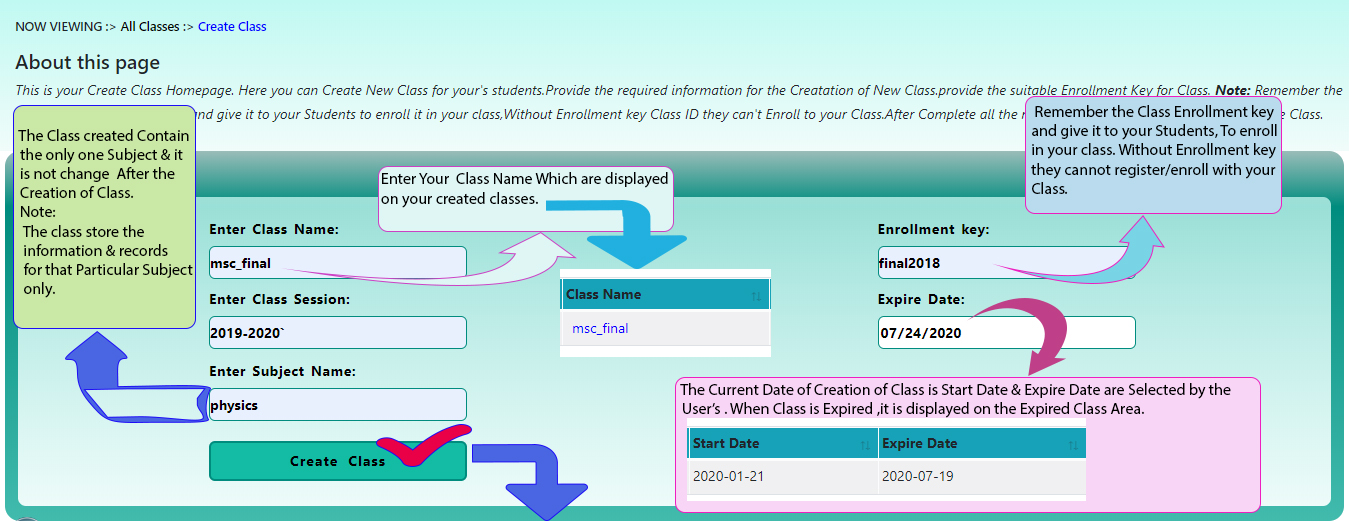 NOW VIEWING :> All Classes :> Create Class
About this page
This is your Create Class Homepage. Here you can Create New Class for your's students.Provide the required information for the Creatation of New Class.provide the suitable Enrollment Key for Class. Note: Remember the
nd give it to your Students to enroll it in your class,Without Enrollment key Class ID they can't Enroll to your Class.After Complete all the
e Class.
The Class created Contain
the only one Subject & it
is not change After the
Creation of Class.
Note:
The class store the
information & records
for that Particular Subject
only.
Enter Your Class Name Which are displayed
on your created classes.
Remember the Class Enrollment key
and give it to your Students, To enroll
in your class. Without Enrollment key
they cannot register/enroll with your
Class.
Enter Class Name:
msc_final
Enter Class Session:
2019-2020`
Enter Subject Name:
physics
Create Class
Class Name
msc_final
Enrollment key:
final2018
Expire Date:
07/24/2020
The Current Date of Creation of Class is Start Date & Expire Date are Selected by the
User's . When Class is Expired ,it is displayed on the Expired Class Area.
Start Date Expire Date
2020-01-21 2020-07-19